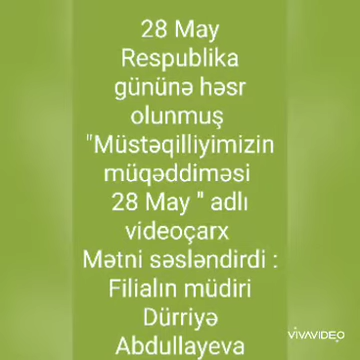 28 May
Respublika
gününə həsr
olunmuş
"Müstəqilliyimizin
müqəddiməsi
28 May " adlı
videoçarx
Mətni səsləndirdi :
Filialın müdiri
Dürriyə
Abdullayeva
VIVAVIDEO